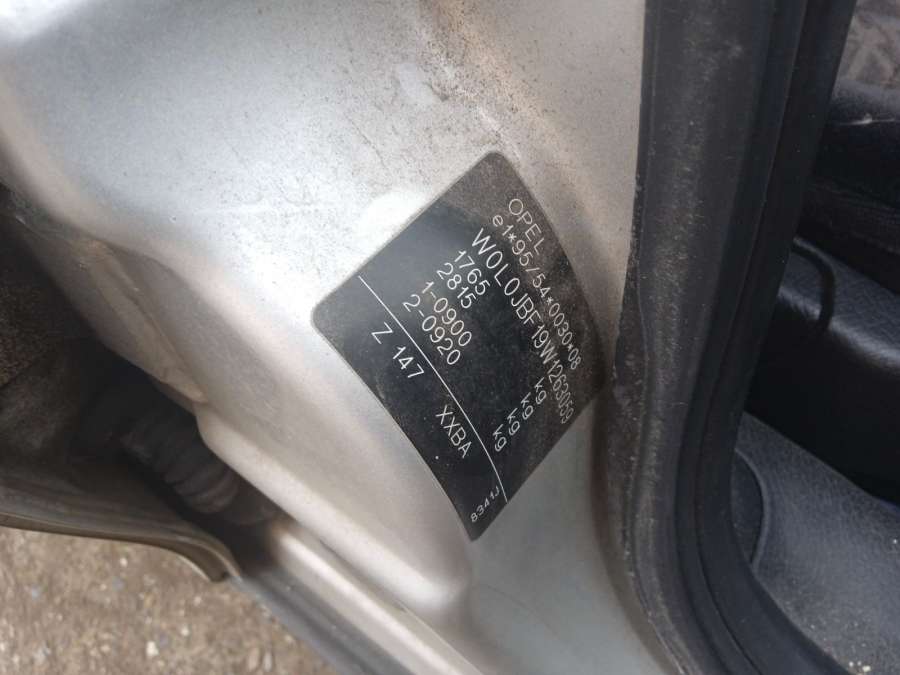 OPEL
e1*95/54*0030*08
W0L0JBF19W1263059
1765 kg
2815 kg
1-0900 kg
2-0920 kg
Z 147 XXBA
8341J